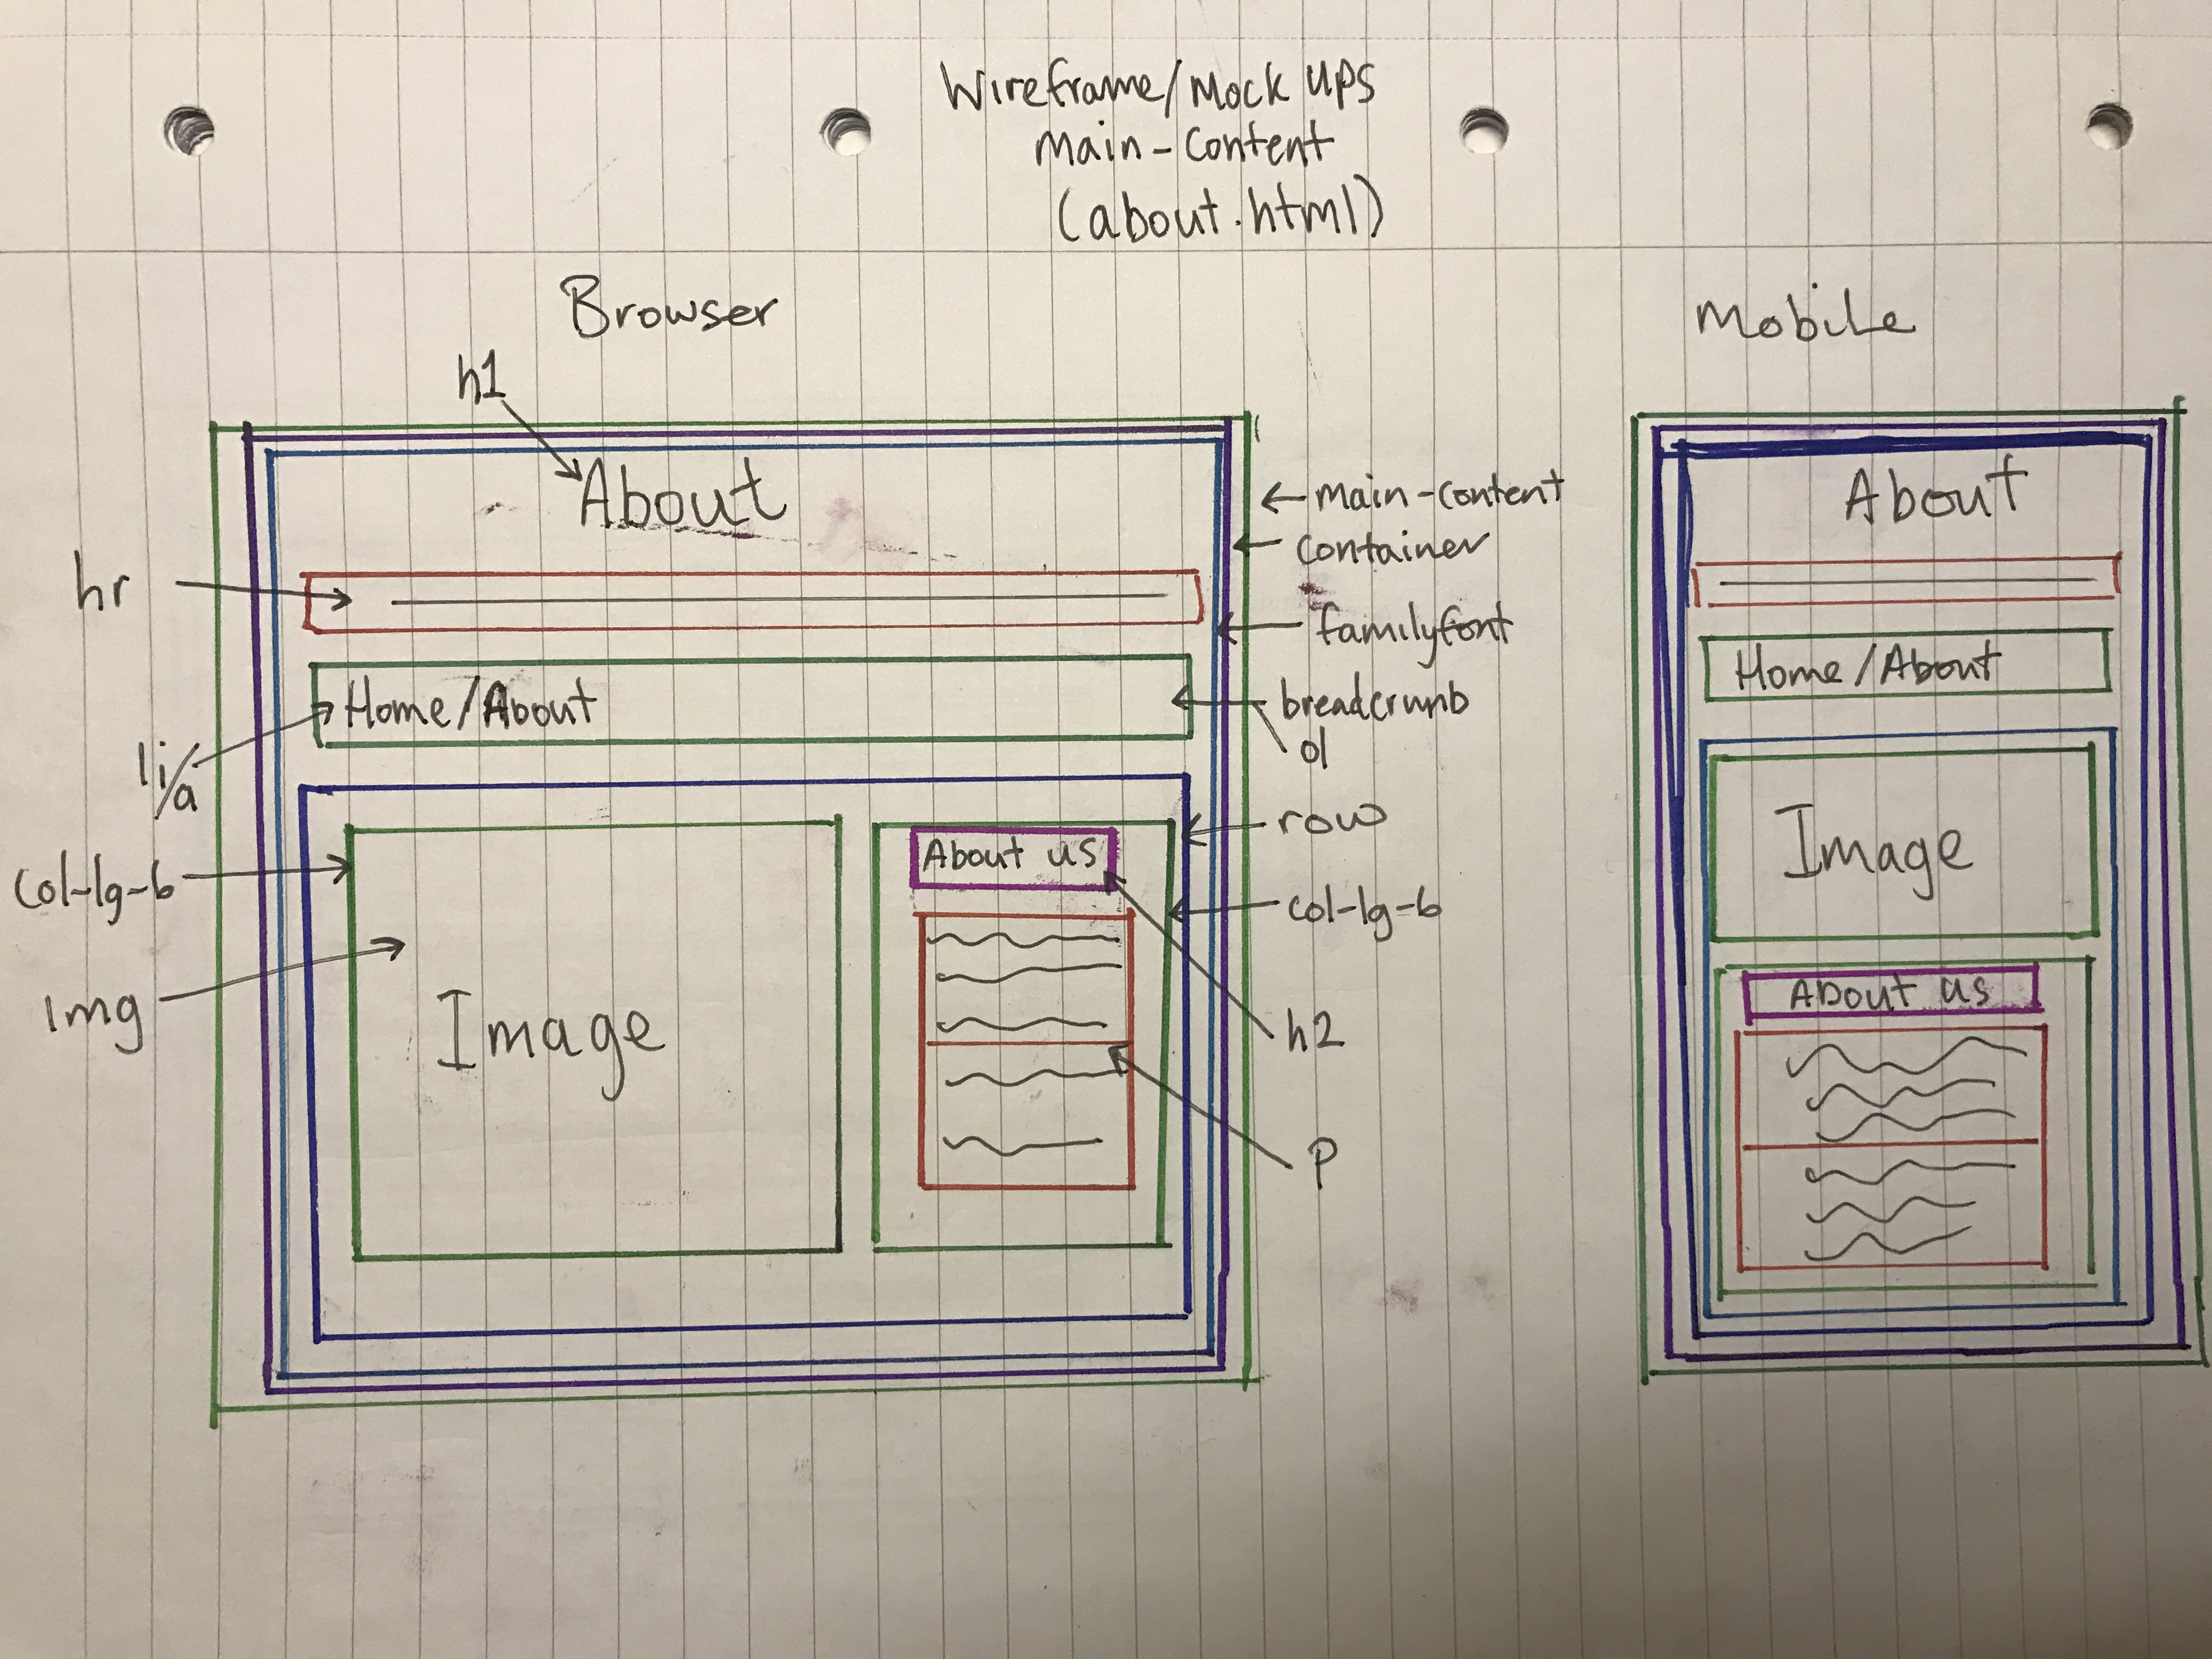 Wireframe/Mock ups
Main-Content
(about.html)
Browser
h1
About
hr
Home/About
li/a
col-lg-6
img
Image
About us
main-content
container
familyfont
breadcrumb
ol
row
col-lg-6
h2
p
Mobile
About
Home/About
Image
About us